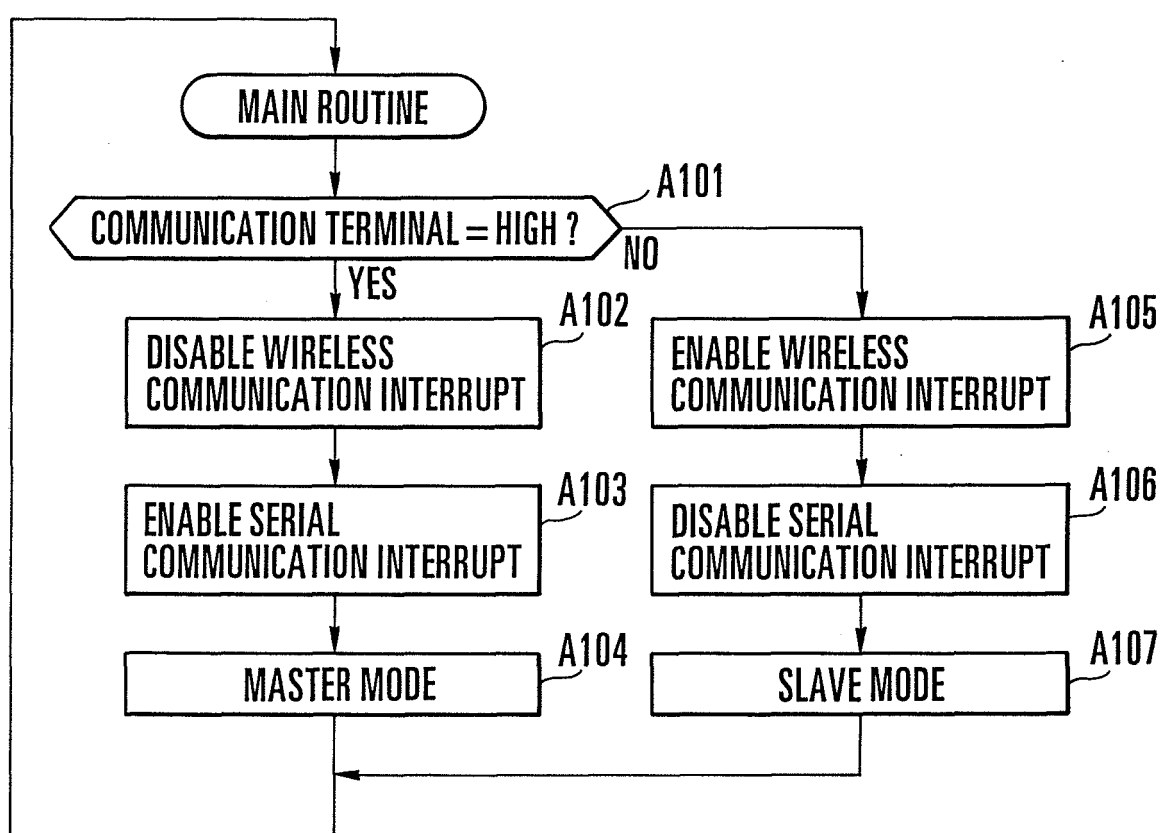 MAIN ROUTINE
A101
COMMUNICATION TERMINAL = HIGH ?
NO
YES
A102
DISABLE WIRELESS
COMMUNICATION INTERRUPT
A105
ENABLE WIRELESS
COMMUNICATION INTERRUPT
A103
ENABLE SERIAL
COMMUNICATION INTERRUPT
A106
DISABLE SERIAL
COMMUNICATION INTERRUPT
A104
MASTER MODE
A107
SLAVE MODE